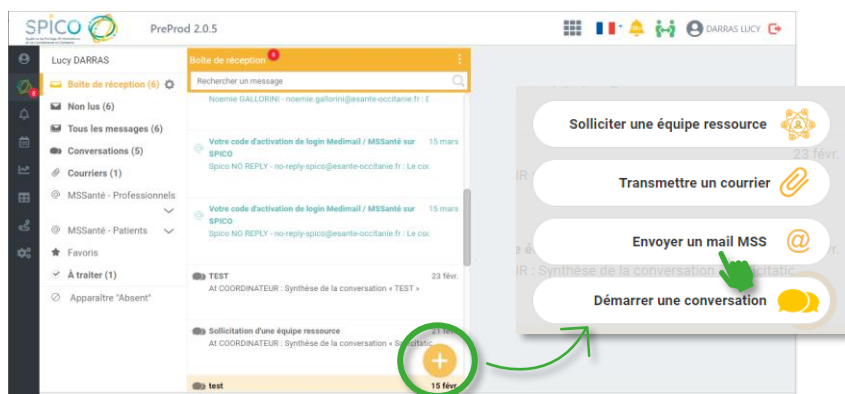 SPICO
PreProd 2.0.5
DARRAS LUCY
Lucy DARRAS
Boîte de réception (6)
Non lus (6)
Tous les messages (6)
Conversations (5)
Courriers (1)
MSSanté - Professionnels
MSSanté - Patients
Favoris
À traiter (1)
Apparaître "Absent"
Boîte de réception
Rechercher un message
Noemie GALLORINI - noemie.gallorini@esante-occitanie.fr : E
Votre code d'activation de login Medimail / MSSanté sur 15 mars
SPICO
Spico NO REPLY - no-reply-spico@esante-occitanie.fr : Le coc
Votre code d'activation de login Medimail / MSSanté sur 15 mars
SPICO
Spico NO REPLY - no-reply-spico@esante-occitanie.fr : Le coc
TEST 23 févr.
At COORDINATEUR : Synthèse de la conversation « TEST »
Sollicitation d'une équipe ressource 21 févr.
At COORDINATEUR : Synthèse de la conversation « Sollicitatic
test 15 févr.
Solliciter une équipe ressource
23 févr.
Transmettre un courrier
Envoyer un mail MSS
Synthèse de la conversation
Démarrer une conversation